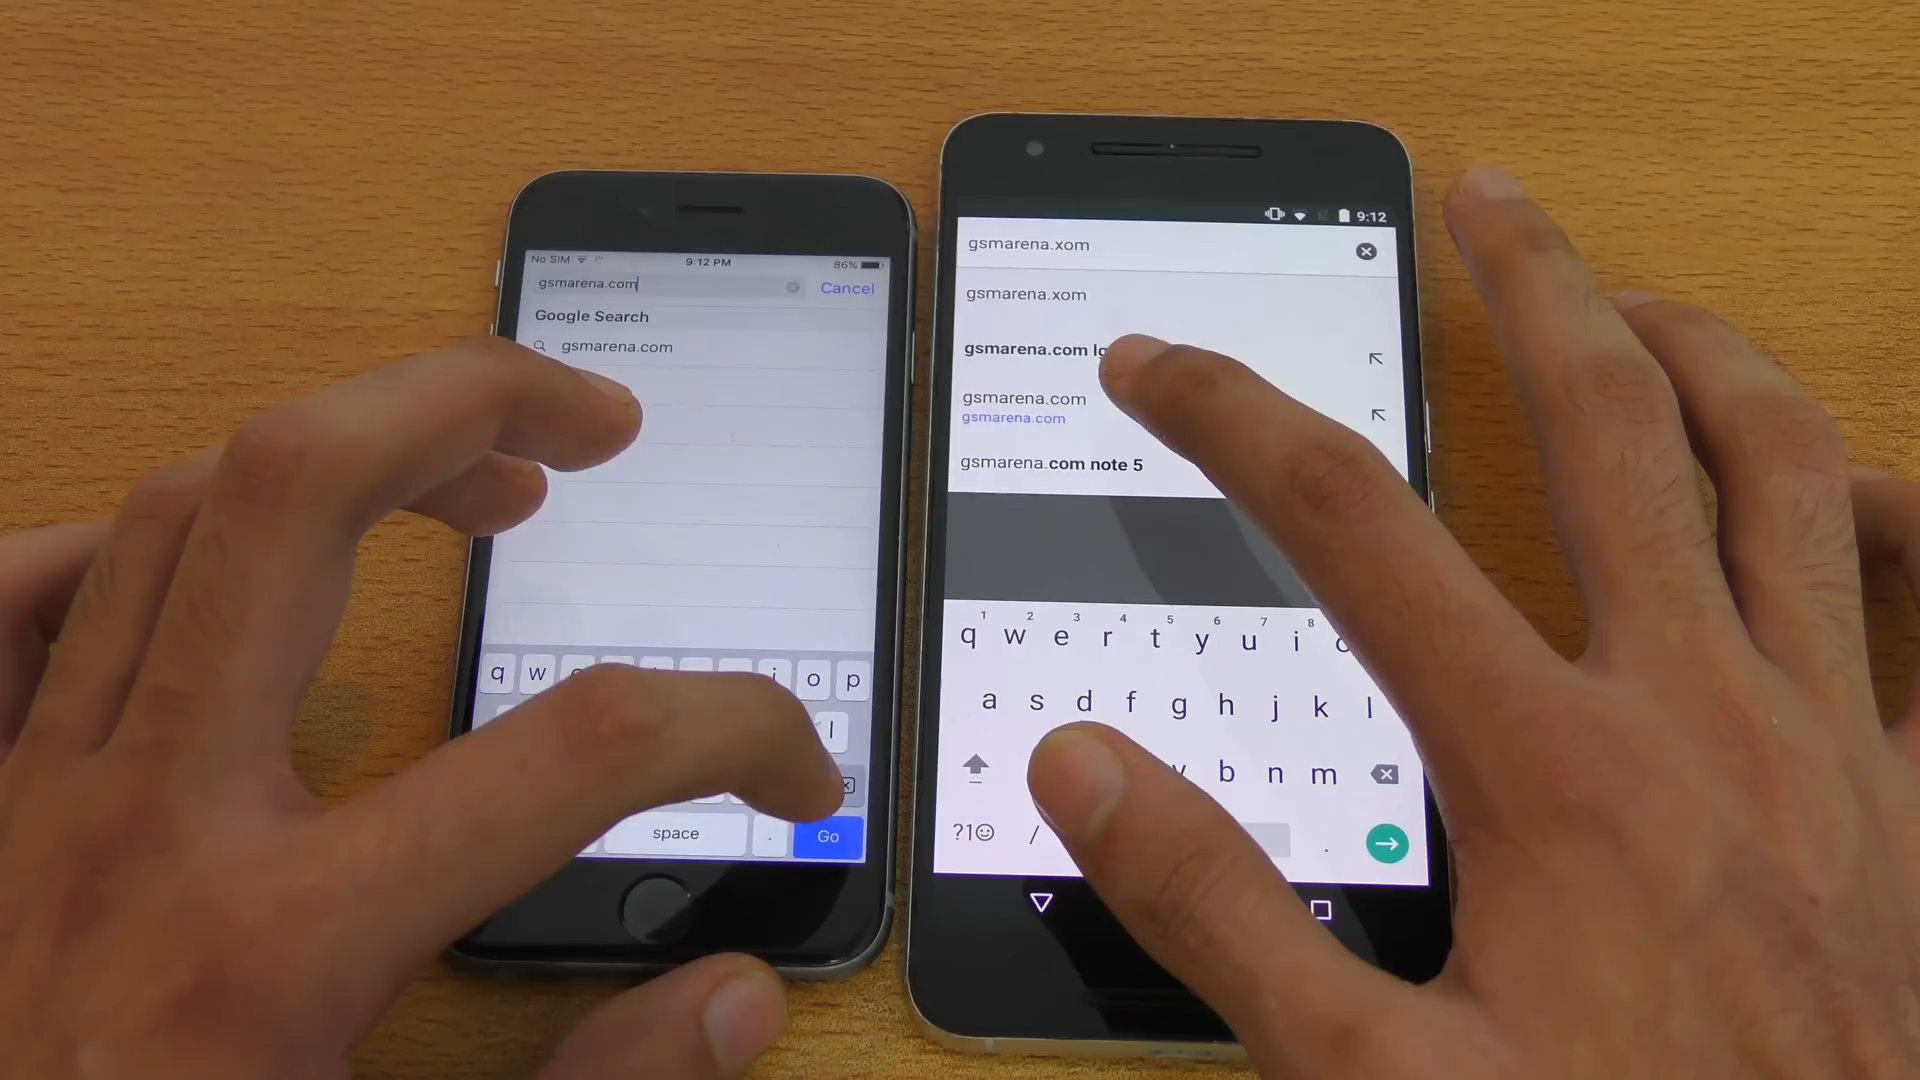 No SIM 9:12 PM 86%
gsmarena.com Cancel
Google Search
gsmarena.com
q w i o p
l
space . Go
9:12
gsmarena.xom
gsmarena.xom
gsmarena.com
gsmarena.com
gsmarena.com
gsmarena.com note 5
1 2 3 4 5 6 7 8
q w e r t y u i
a s d f g h j k l
v b n m
?1☺ / .